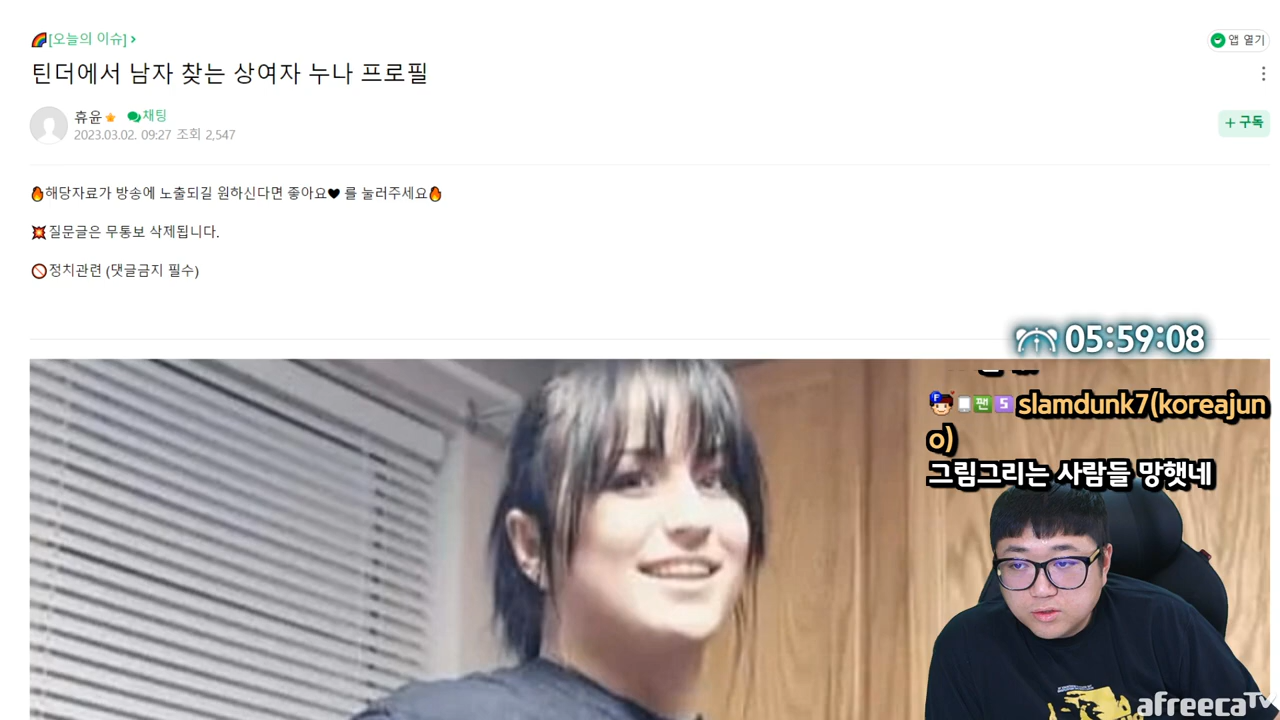 [오늘의 이슈] >
앱 열기
틴더에서 남자 찾는 상여자 누나 프로필
휴윤 채팅
2023.03.02. 09:27 조회 2,547
+ 구독
해당자료가 방송에 노출되길 원하신다면 좋아요🖤 를 눌러주세요
질문글은 무통보 삭제됩니다.
정치관련 (댓글금지 필수)
05:59:08
F 팬 S slamdunk7(koreajun
o)
그림그리는 사람들 망햇네
afreecaTV